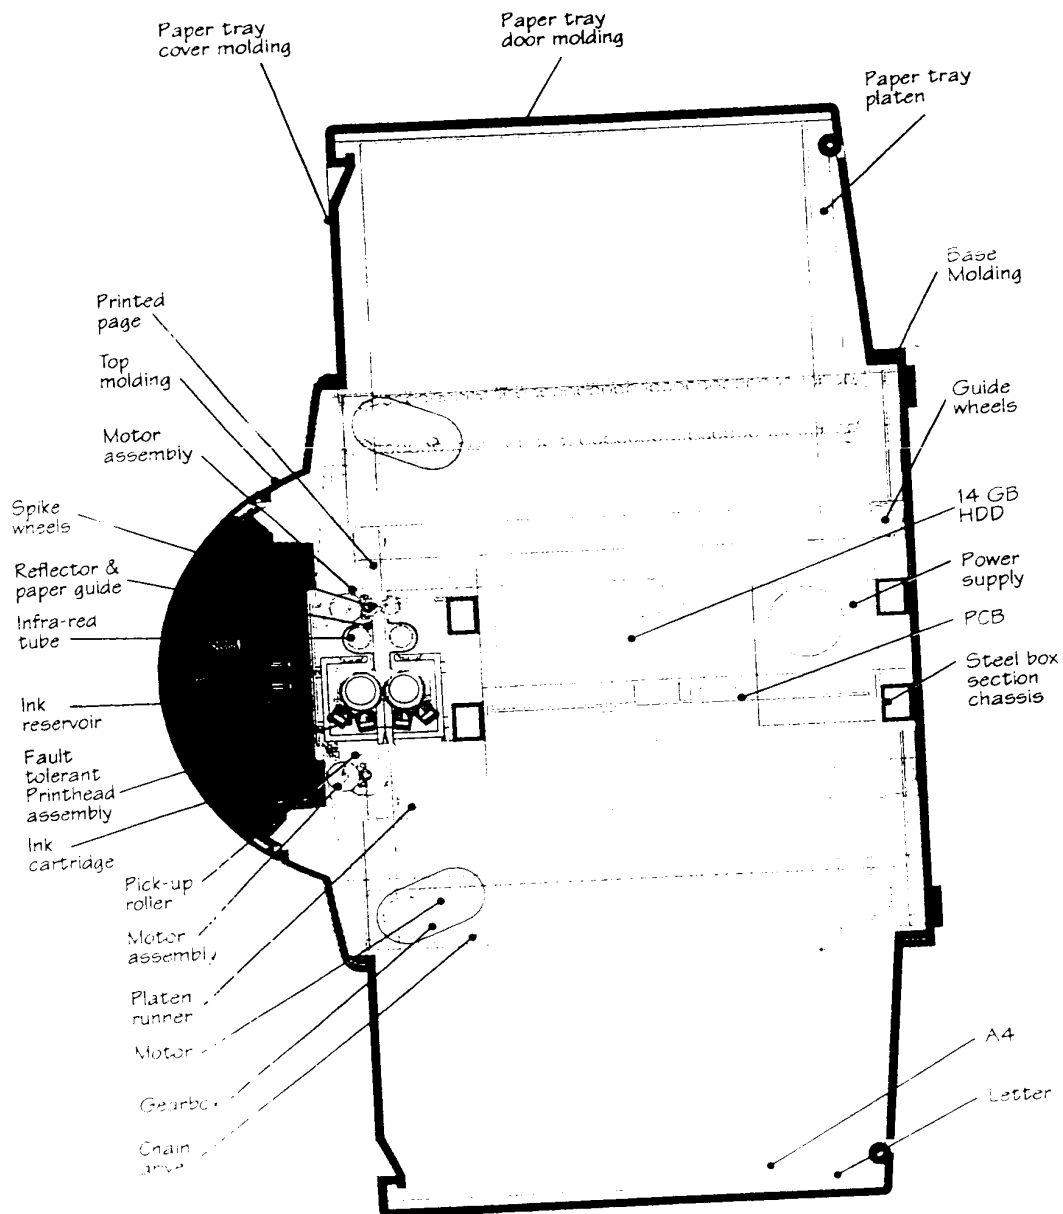 Paper tray
cover molding
Paper tray
door molding
Paper tray
platen
Base
Molding
Printed
page
Top
molding
Guide
wheels
Motor
assembly
14 GB
HDD
Spike
wheels
Reflector &
paper guide
Power
supply
Infra-red
tube
PCB
Steel box
section
chassis
Ink
reservoir
Fault
tolerant
Printhead
assembly
Ink
cartridge
Pick-up
roller
Motor
assembly
Platen
runner
Motor
A4
Gearbo
Letter
Chain